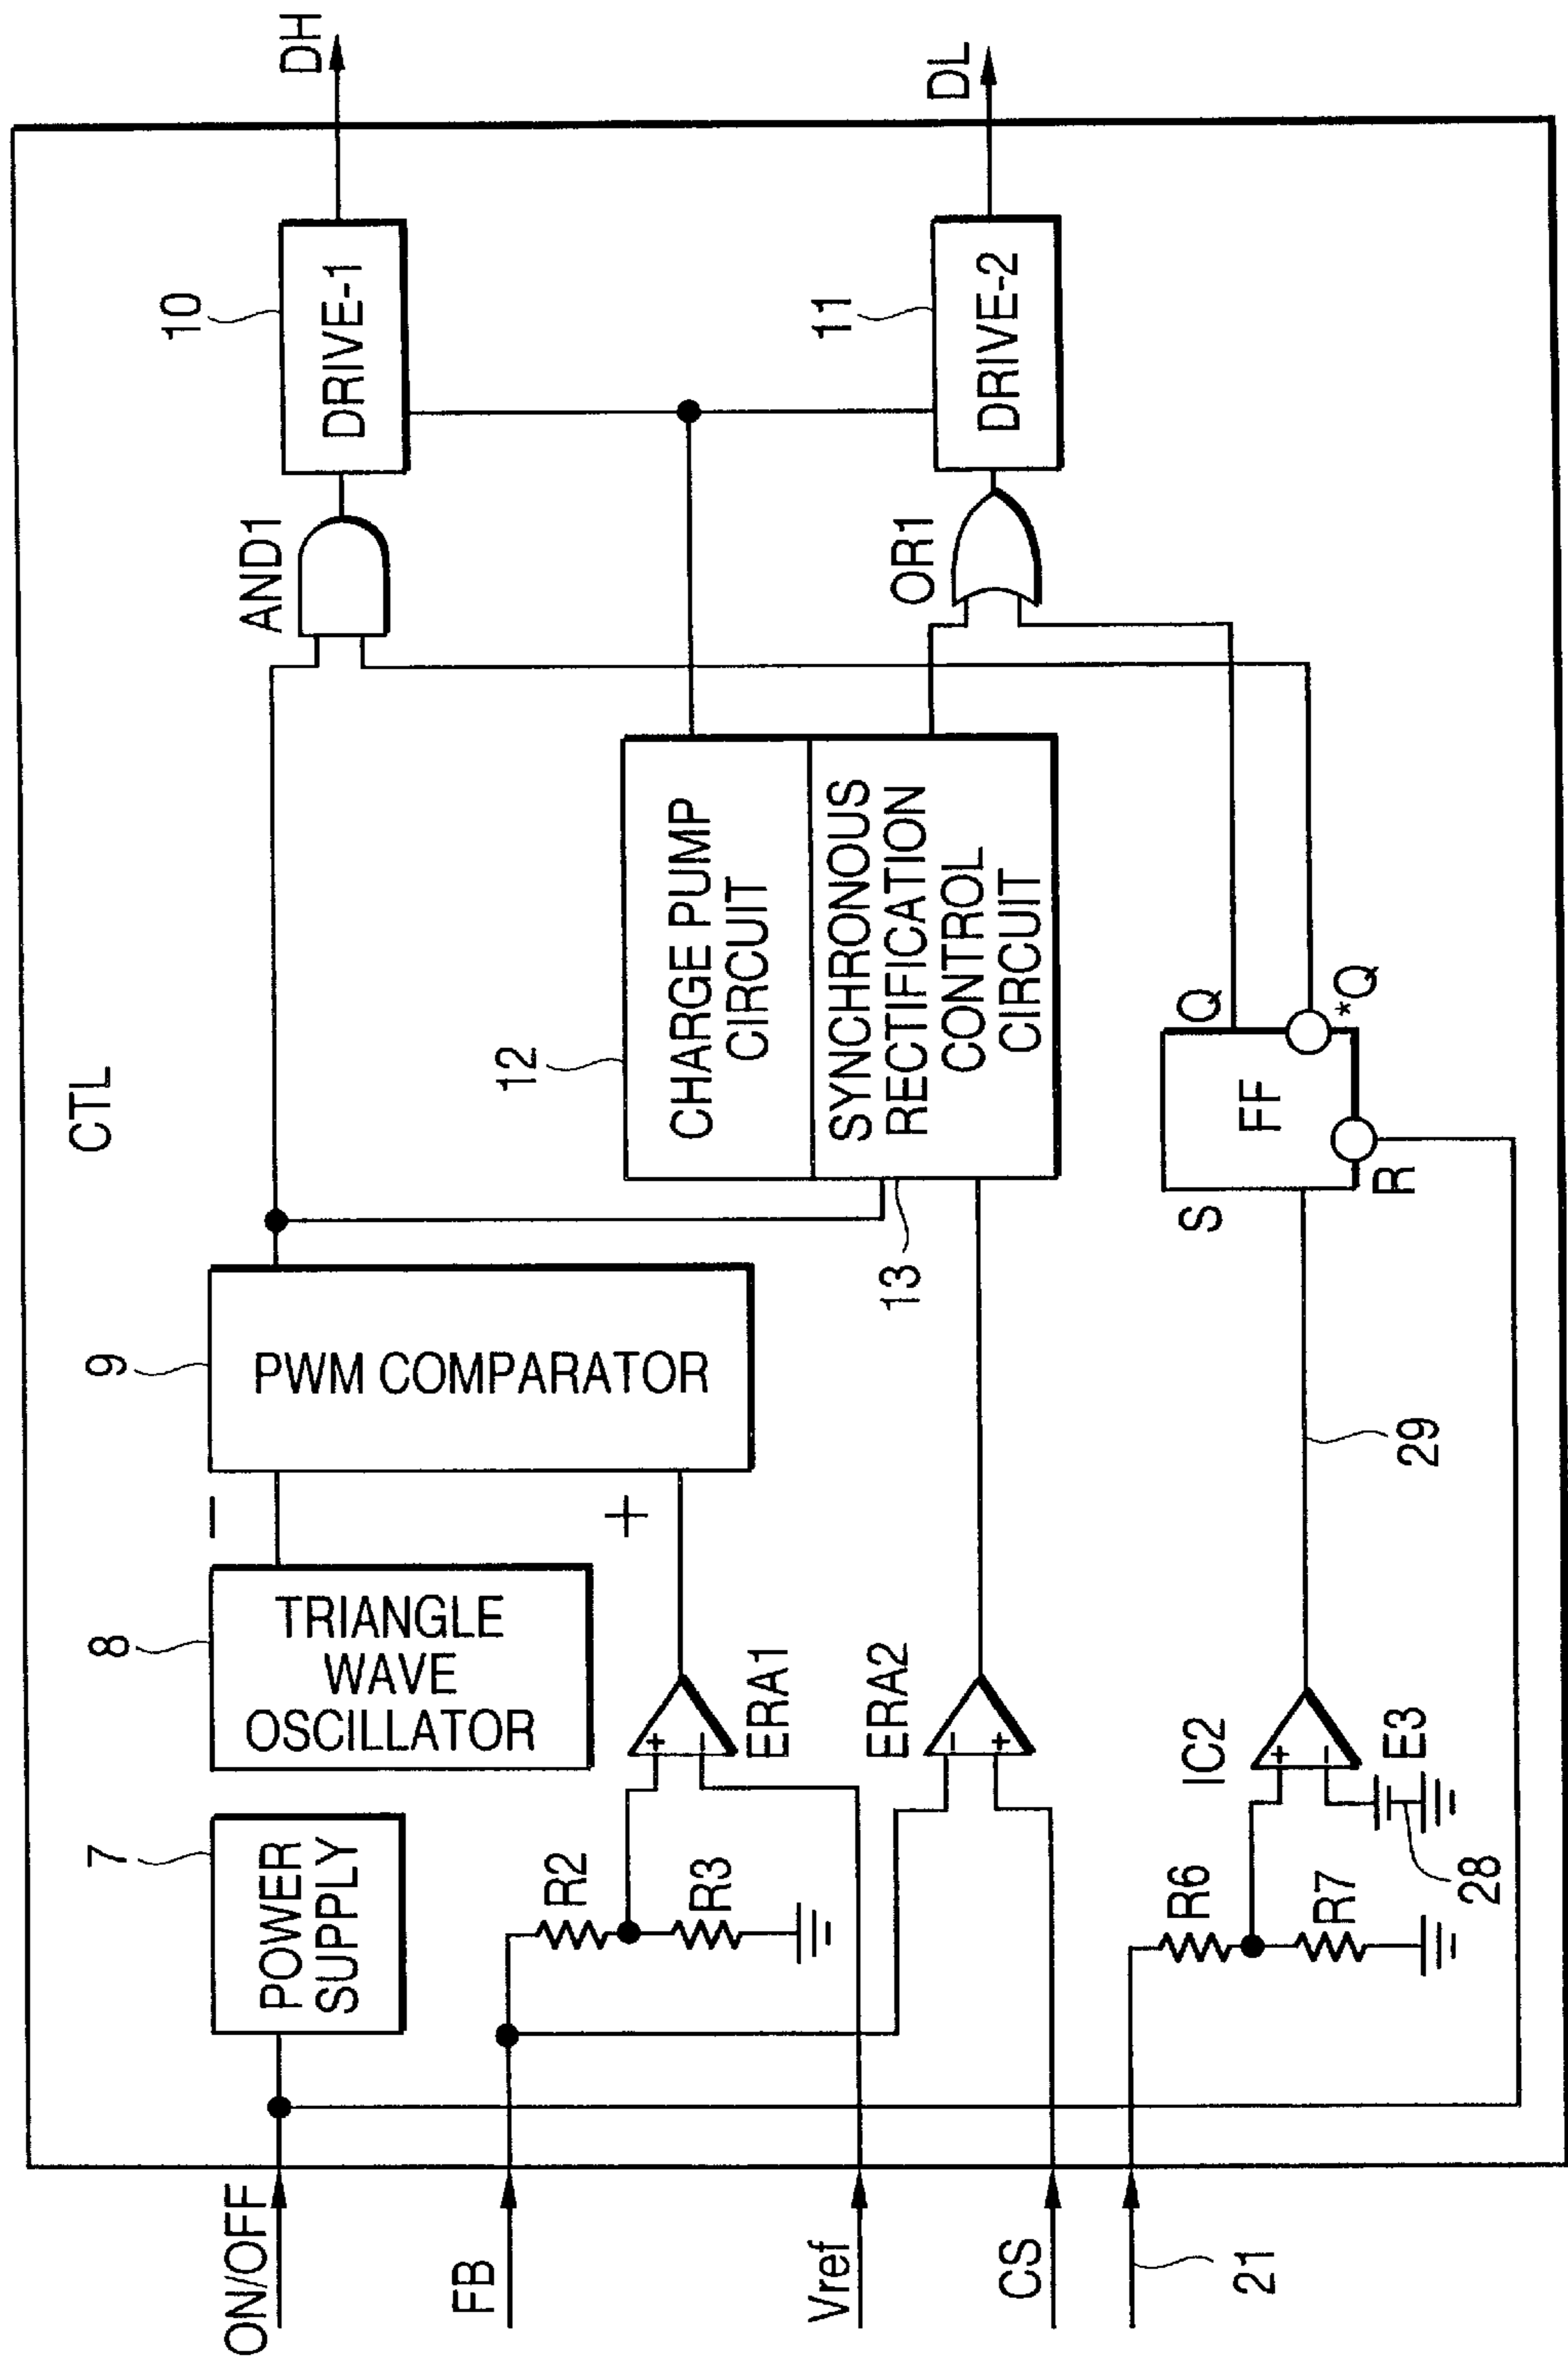 CTL
ON/OFF
FB
Vref
CS
21
7
POWER
SUPPLY
8
TRIANGLE
WAVE
OSCILLATOR
−
+
9
PWM COMPARATOR
R2
R3
+
−
ERA1
ERA2
−
+
R6
R7
IC2
+
−
E3
28
29
12
CHARGE PUMP
CIRCUIT
13
SYNCHRONOUS
RECTIFICATION
CONTROL
CIRCUIT
S
FF
R
Q
*Q
AND1
OR1
10
DRIVE-1
11
DRIVE-2
DH
DL